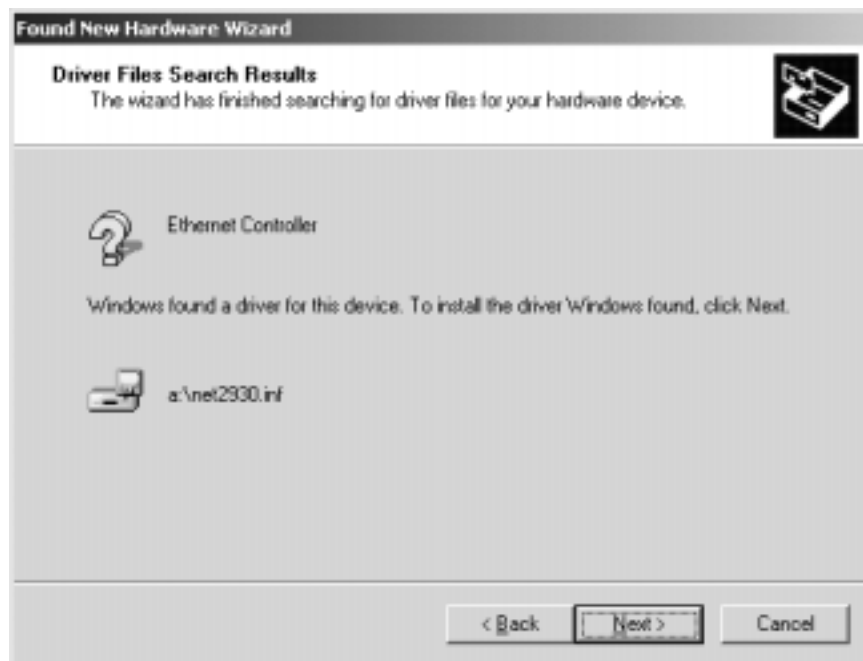 Found New Hardware Wizard
Driver Files Search Results
The wizard has finished searching for driver files for your hardware device.
Ethernet Controller
Windows found a driver for this device. To install the driver Windows found, click Next.
a:\net2930.inf
< Back Next > Cancel